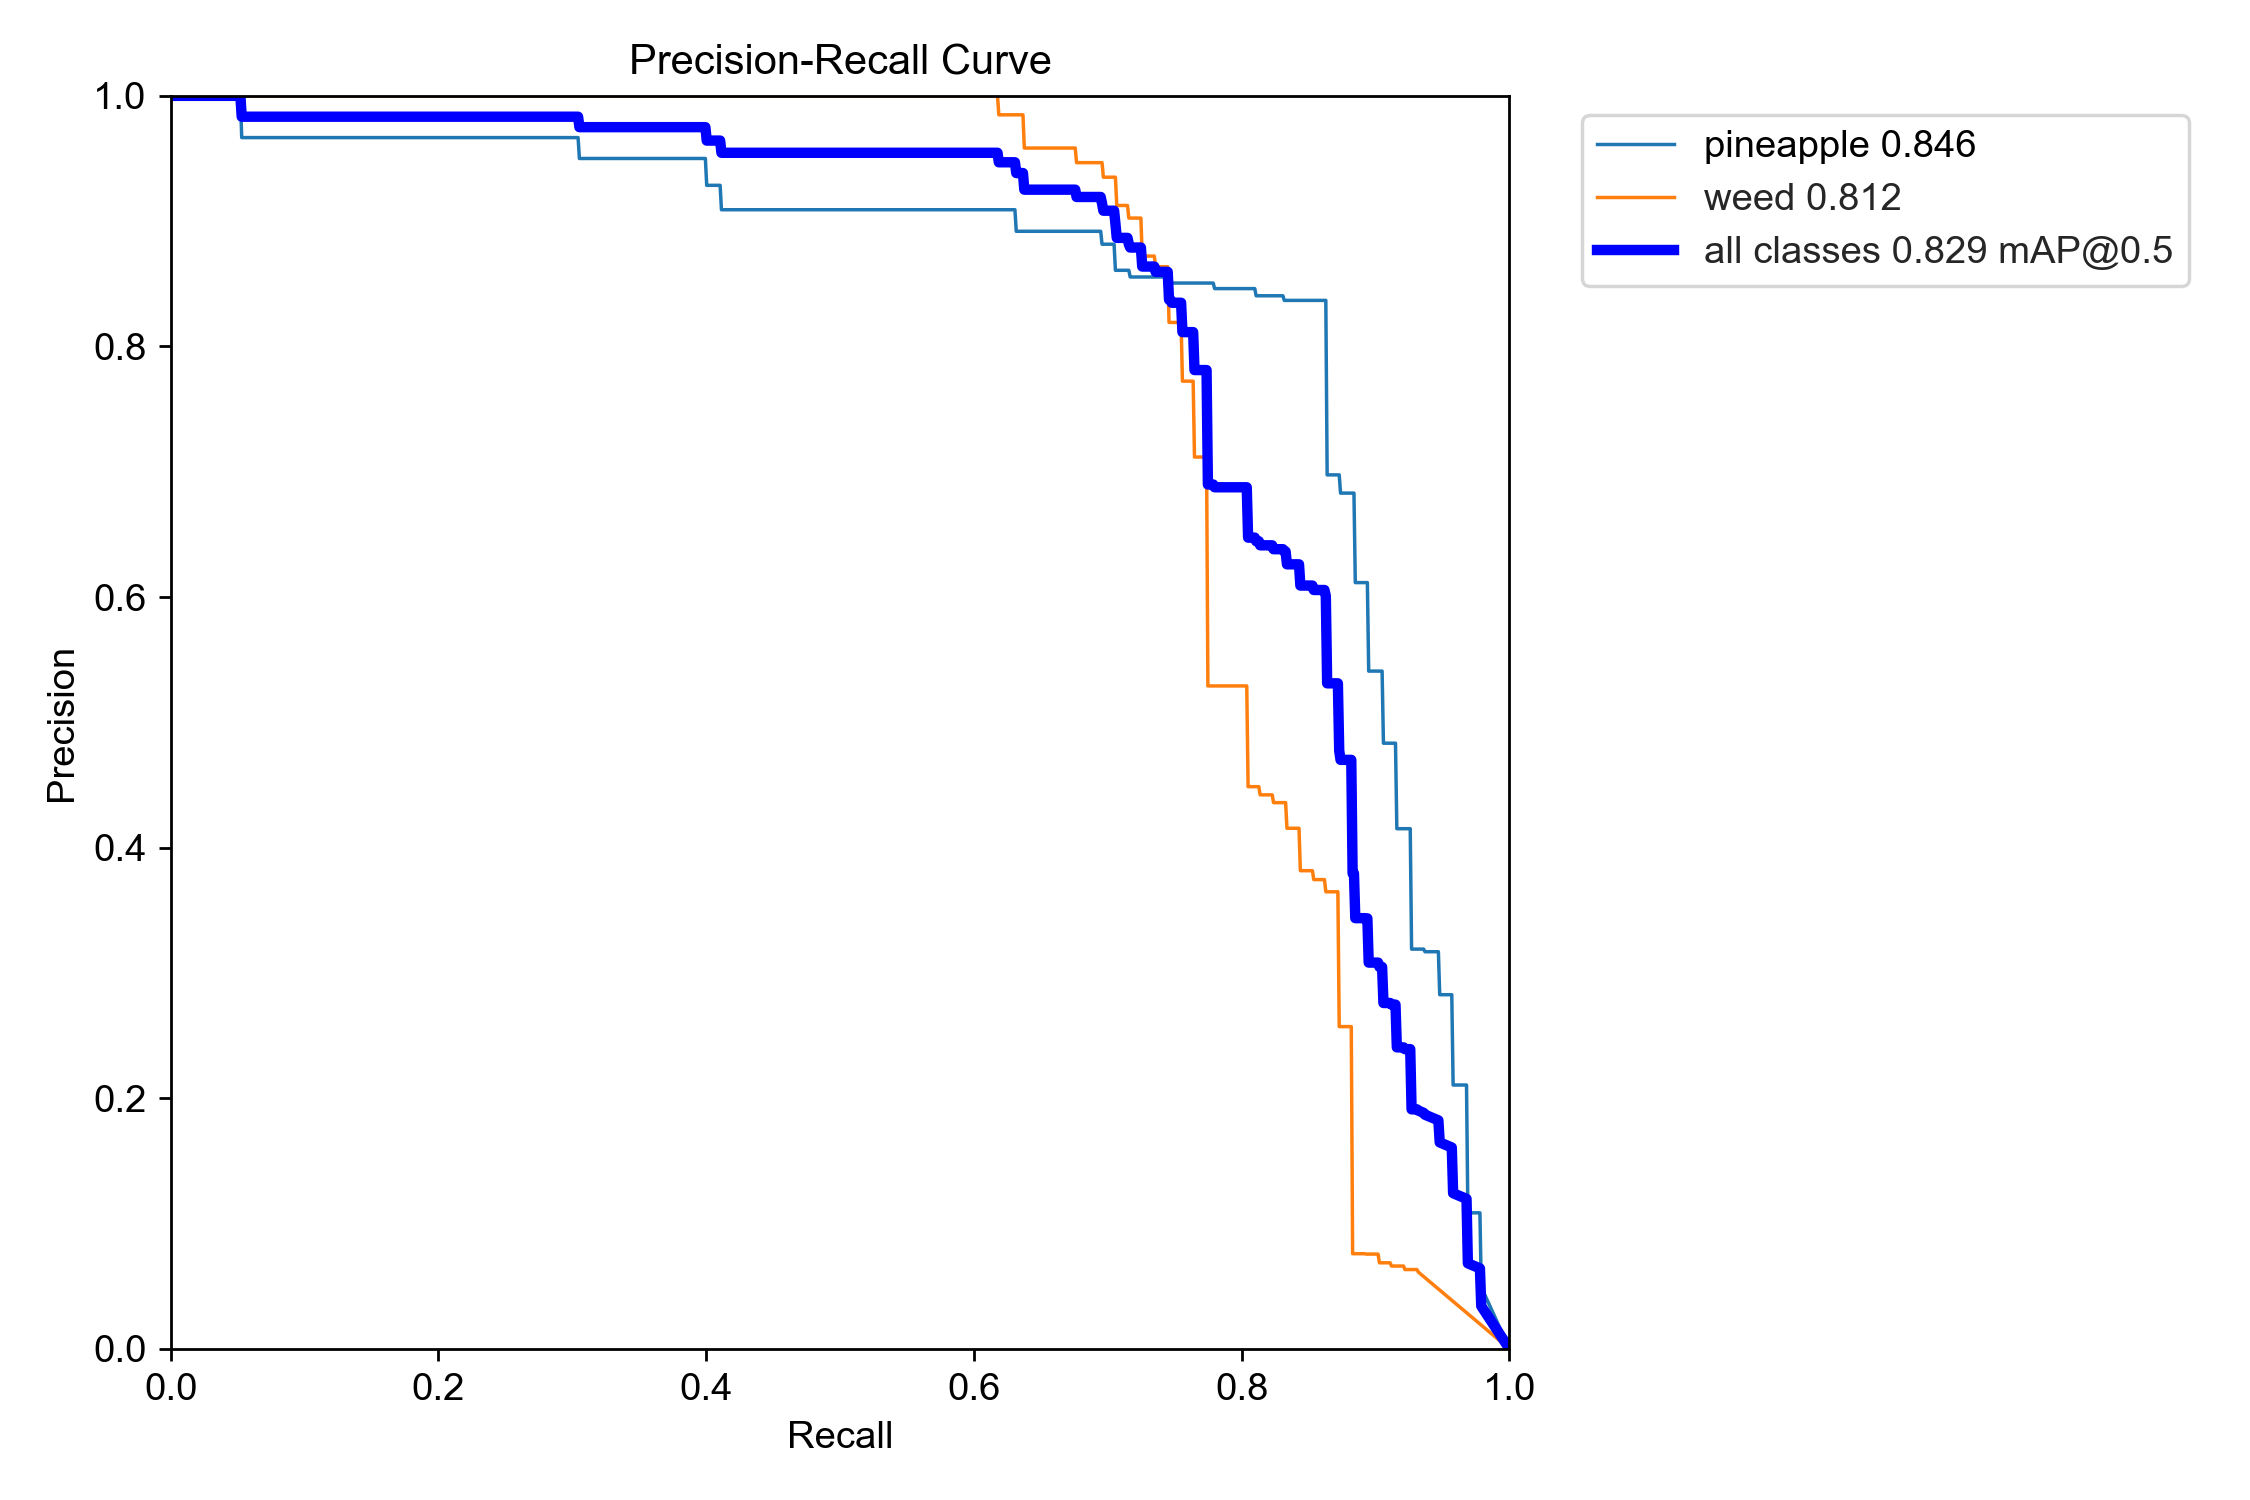 Precision-Recall Curve
1.0
0.8
0.6
0.4
0.2
0.0
Precision
0.0 0.2 0.4 0.6 0.8 1.0
Recall
pineapple 0.846
weed 0.812
all classes 0.829 mAP@0.5